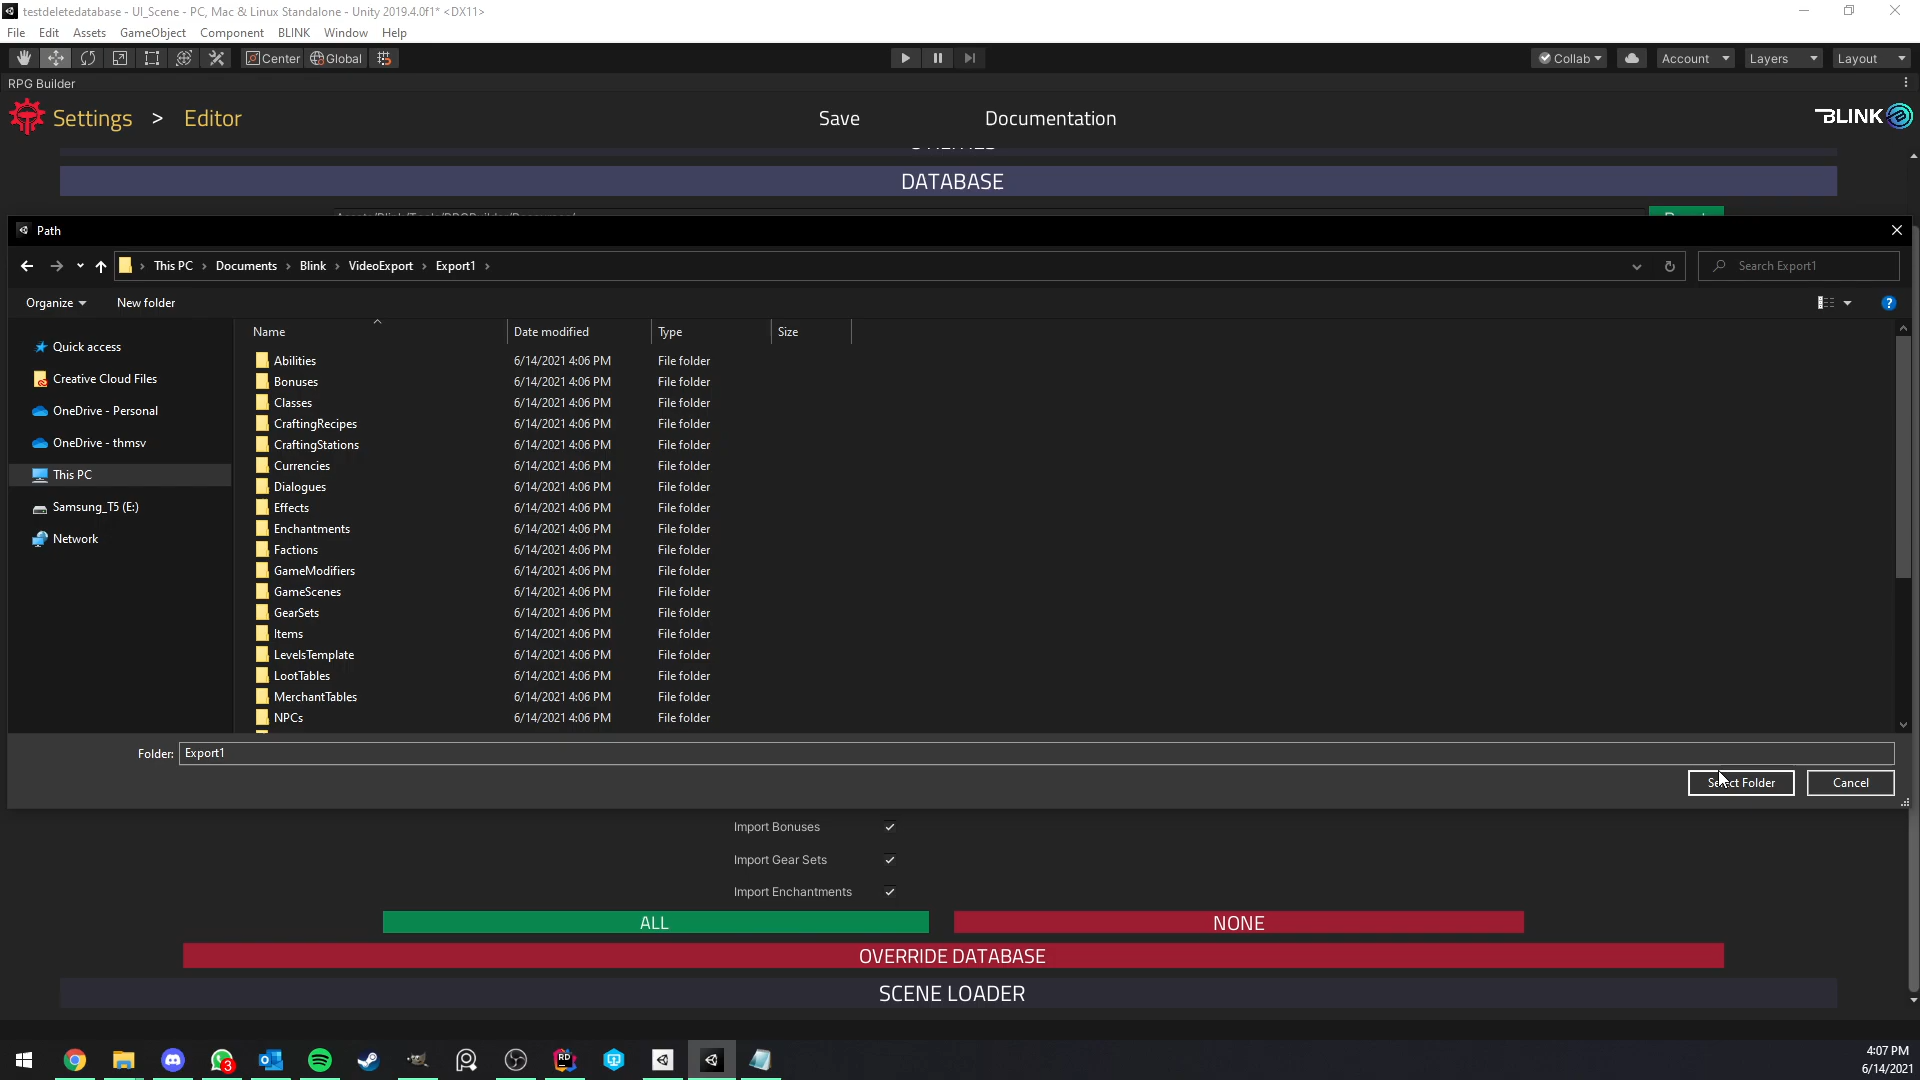 testdeletedatabase - UI_Scene - PC, Mac & Linux Standalone - Unity 2019.4.0f1* <DX11>
File Edit Assets GameObject Component BLINK Window Help
Center Global Collab Account Layers Layout
RPG Builder
Settings > Editor Save Documentation BLINK
DATABASE
Path
This PC > Documents > Blink > VideoExport > Export1 > Search Export1
Organize New folder
Name Date modified Type Size
Quick access
Creative Cloud Files
OneDrive - Personal
OneDrive - thmsv
This PC
Samsung_T5 (E:)
Network
Abilities 6/14/2021 4:06 PM File folder
Bonuses 6/14/2021 4:06 PM File folder
Classes 6/14/2021 4:06 PM File folder
CraftingRecipes 6/14/2021 4:06 PM File folder
CraftingStations 6/14/2021 4:06 PM File folder
Currencies 6/14/2021 4:06 PM File folder
Dialogues 6/14/2021 4:06 PM File folder
Effects 6/14/2021 4:06 PM File folder
Enchantments 6/14/2021 4:06 PM File folder
Factions 6/14/2021 4:06 PM File folder
GameModifiers 6/14/2021 4:06 PM File folder
GameScenes 6/14/2021 4:06 PM File folder
GearSets 6/14/2021 4:06 PM File folder
Items 6/14/2021 4:06 PM File folder
LevelsTemplate 6/14/2021 4:06 PM File folder
LootTables 6/14/2021 4:06 PM File folder
MerchantTables 6/14/2021 4:06 PM File folder
NPCs 6/14/2021 4:06 PM File folder
Folder: Export1
Select Folder Cancel
Import Bonuses
Import Gear Sets
Import Enchantments
ALL NONE
OVERRIDE DATABASE
SCENE LOADER
3
RD
4:07 PM
6/14/2021